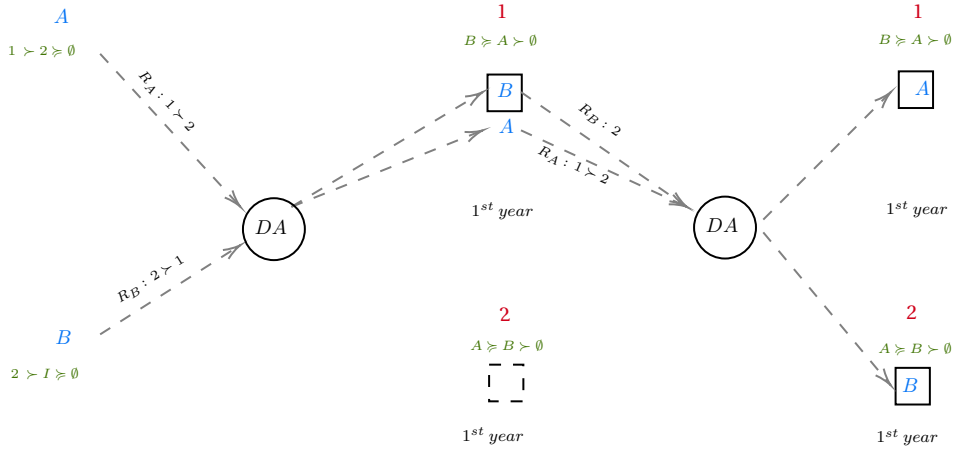 A
1 ≻ 2 ≽ ∅
R_A : 1 ≻ 2
DA
R_B : 2 ≻ 1
B
2 ≻ I ≽ ∅
1
B ≽ A ≻ ∅
B
A
1^{st} year
2
A ≽ B ≻ ∅
1^{st} year
R_B : 2
R_A : 1 ≻ 2
DA
1
B ≽ A ≻ ∅
A
1^{st} year
2
A ≽ B ≻ ∅
B
1^{st} year